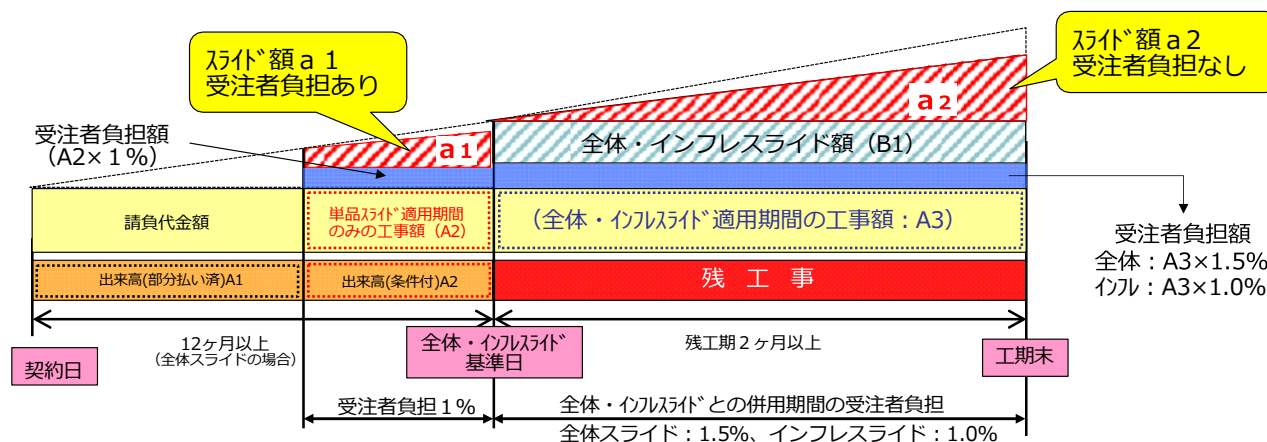 ｽﾗｲﾄﾞ額ａ１
受注者負担あり
ｽﾗｲﾄﾞ額ａ２
受注者負担なし
受注者負担額
（A2×１%）
a1
a2
全体・インフレスライド額（B1）
請負代金額
単品ｽﾗｲﾄﾞ適用期間
のみの工事額（A2）
（全体・ｲﾝﾌﾚｽﾗｲﾄﾞ適用期間の工事額：A3）
受注者負担額
全体：A3×1.5%
ｲﾝﾌﾚ：A3×1.0%
出来高(部分払い済)A1
出来高(条件付)A2
残　工　事
12ヶ月以上
（全体スライドの場合）
残工期２ヶ月以上
契約日
全体・ｲﾝﾌﾚｽﾗｲﾄﾞ
基準日
工期末
受注者負担１%
全体・ｲﾝﾌﾚｽﾗｲﾄﾞとの併用期間の受注者負担
全体スライド：1.5%、インフレスライド：1.0%